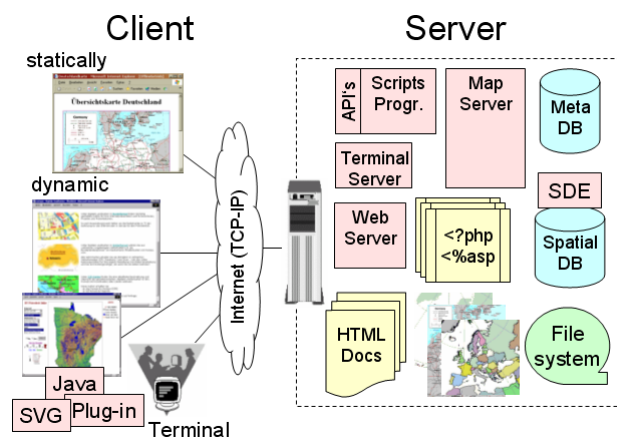 Client
Server
statically
Übersichtskarte Deutschland
dynamic
Java
SVG
Plug-in
Terminal
Internet (TCP-IP)
API's
Scripts
Progr.
Map
Server
Meta
DB
Terminal
Server
SDE
Web
Server
<?php
<%asp
Spatial
DB
HTML
Docs
File
system